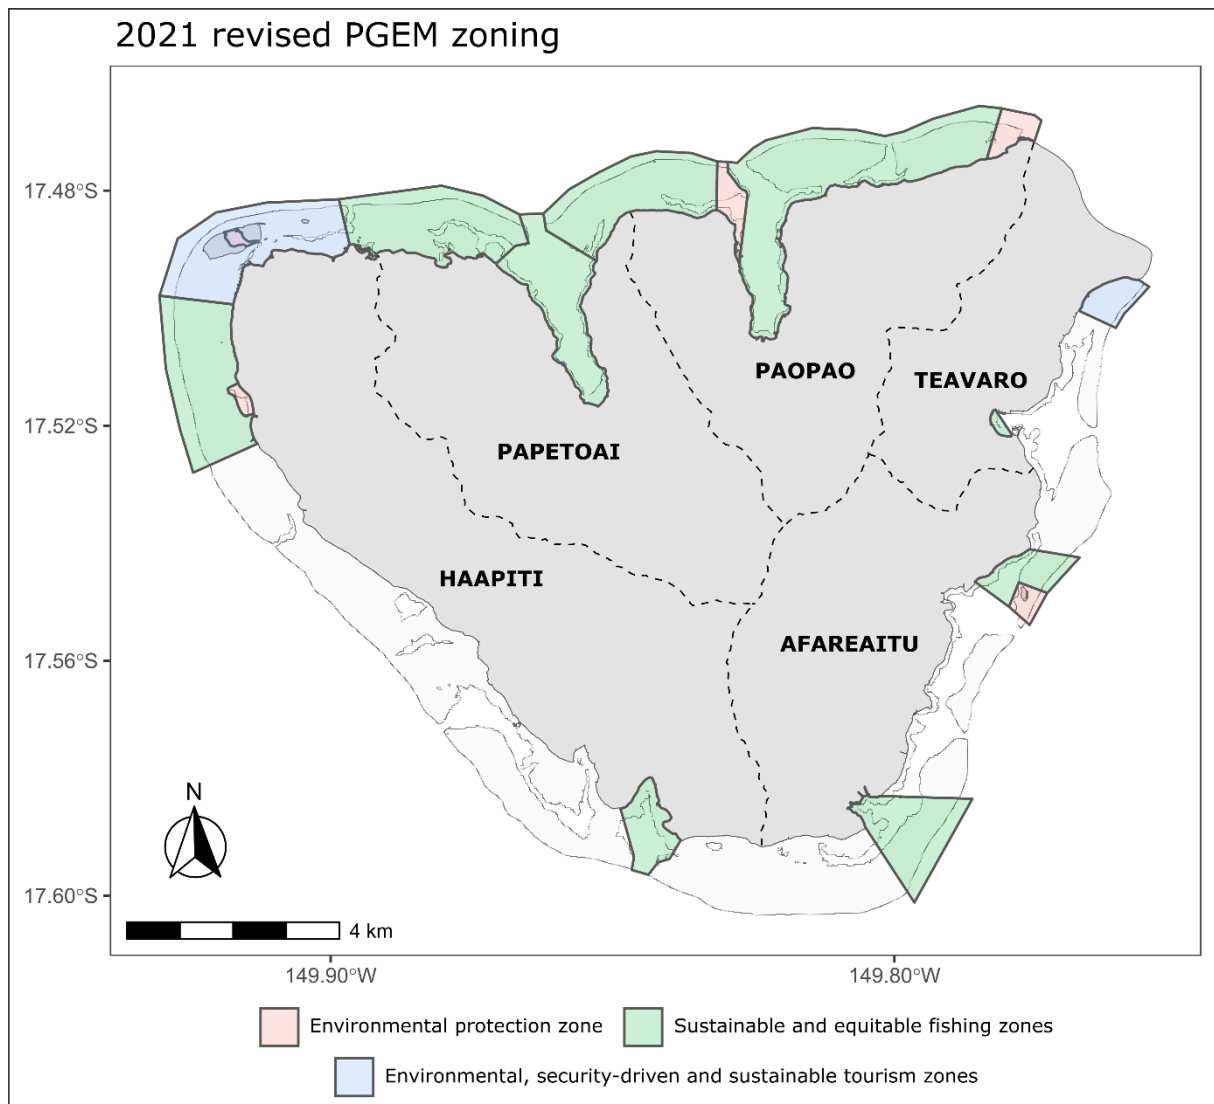 2021 revised PGEM zoning
17.48°S
PAOPAO
TEAVARO
17.52°S
PAPETOAI
HAAPITI
AFAREAITU
17.56°S
N
17.60°S
4 km
149.90°W
149.80°W
Environmental protection zone
Sustainable and equitable fishing zones
Environmental, security-driven and sustainable tourism zones